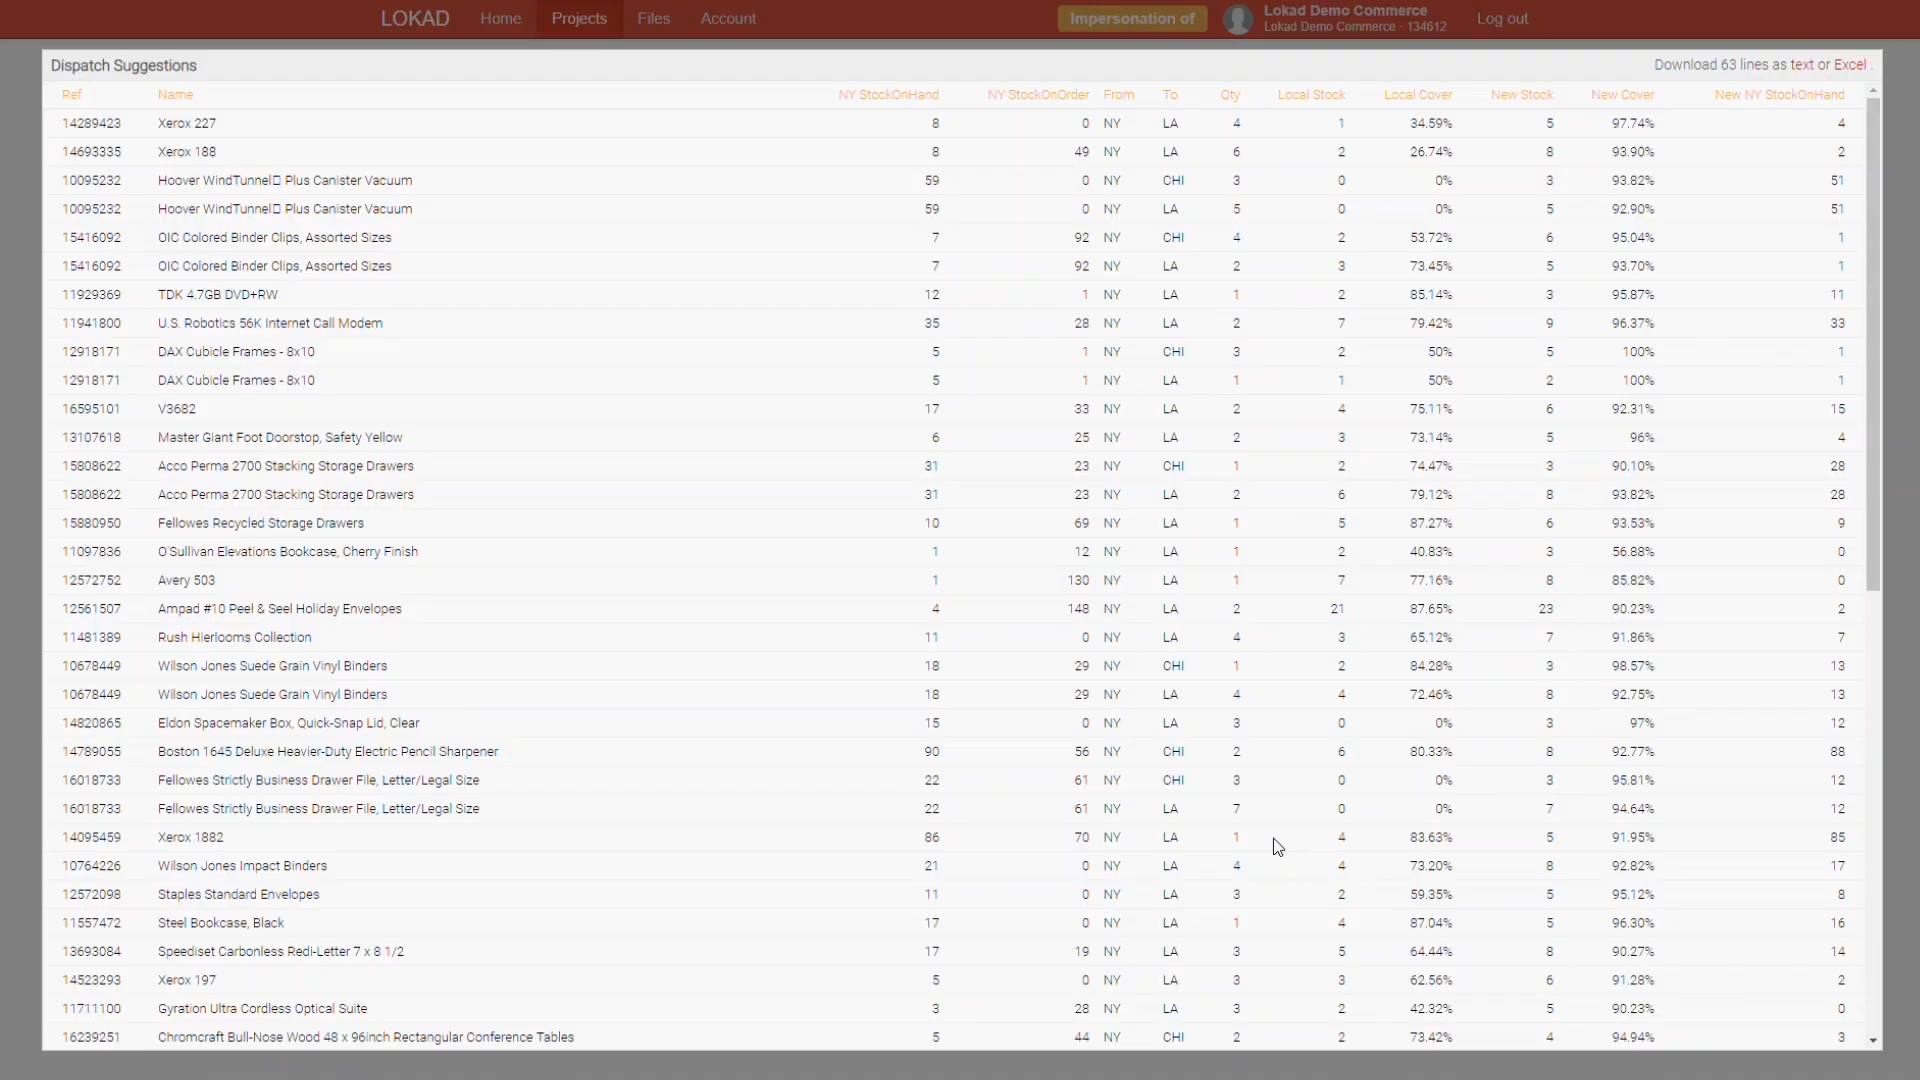 LOKAD Home Projects Files Account Impersonation of Lokad Demo Commerce Log out
Lokad Demo Commerce - 134612
Dispatch Suggestions Download 63 lines as text or Excel .
Ref Name NY StockOnHand NY StockOnOrder From To Qty Local Stock Local Cover New Stock New Cover New NY StockOnHand
14289423 Xerox 227 8 0 NY LA 4 1 34.59% 5 97.74% 4
14693335 Xerox 188 8 49 NY LA 6 2 26.74% 8 93.90% 2
10095232 Hoover WindTunnel Plus Canister Vacuum 59 0 NY CHI 3 0 0% 3 93.82% 51
10095232 Hoover WindTunnel Plus Canister Vacuum 59 0 NY LA 5 0 0% 5 92.90% 51
15416092 OIC Colored Binder Clips, Assorted Sizes 7 92 NY CHI 4 2 53.72% 6 95.04% 1
15416092 OIC Colored Binder Clips, Assorted Sizes 7 92 NY LA 2 3 73.45% 5 93.70% 1
11929369 TDK 4.7GB DVD+RW 12 1 NY LA 1 2 85.14% 3 95.87% 11
11941800 U.S. Robotics 56K Internet Call Modem 35 28 NY LA 2 7 79.42% 9 96.37% 33
12918171 DAX Cubicle Frames - 8x10 5 1 NY CHI 3 2 50% 5 100% 1
12918171 DAX Cubicle Frames - 8x10 5 1 NY LA 1 1 50% 2 100% 1
16595101 V3682 17 33 NY LA 2 4 75.11% 6 92.31% 15
13107618 Master Giant Foot Doorstop, Safety Yellow 6 25 NY LA 2 3 73.14% 5 96% 4
15808622 Acco Perma 2700 Stacking Storage Drawers 31 23 NY CHI 1 2 74.47% 3 90.10% 28
15808622 Acco Perma 2700 Stacking Storage Drawers 31 23 NY LA 2 6 79.12% 8 93.82% 28
15880950 Fellowes Recycled Storage Drawers 10 69 NY LA 1 5 87.27% 6 93.53% 9
11097836 O'Sullivan Elevations Bookcase, Cherry Finish 1 12 NY LA 1 2 40.83% 3 56.88% 0
12572752 Avery 503 1 130 NY LA 1 7 77.16% 8 85.82% 0
12561507 Ampad #10 Peel & Seel Holiday Envelopes 4 148 NY LA 2 21 87.65% 23 90.23% 2
11481389 Rush Hierlooms Collection 11 0 NY LA 4 3 65.12% 7 91.86% 7
10678449 Wilson Jones Suede Grain Vinyl Binders 18 29 NY CHI 1 2 84.28% 3 98.57% 13
10678449 Wilson Jones Suede Grain Vinyl Binders 18 29 NY LA 4 4 72.46% 8 92.75% 13
14820865 Eldon Spacemaker Box, Quick-Snap Lid, Clear 15 0 NY LA 3 0 0% 3 97% 12
14789055 Boston 1645 Deluxe Heavier-Duty Electric Pencil Sharpener 90 56 NY CHI 2 6 80.33% 8 92.77% 88
16018733 Fellowes Strictly Business Drawer File, Letter/Legal Size 22 61 NY CHI 3 0 0% 3 95.81% 12
16018733 Fellowes Strictly Business Drawer File, Letter/Legal Size 22 61 NY LA 7 0 0% 7 94.64% 12
14095459 Xerox 1882 86 70 NY LA 1 4 83.63% 5 91.95% 85
10764226 Wilson Jones Impact Binders 21 0 NY LA 4 4 73.20% 8 92.82% 17
12572098 Staples Standard Envelopes 11 0 NY LA 3 2 59.35% 5 95.12% 8
11557472 Steel Bookcase, Black 17 0 NY LA 1 4 87.04% 5 96.30% 16
13693084 Speediset Carbonless Redi-Letter 7 x 8 1/2 17 19 NY LA 3 5 64.44% 8 90.27% 14
14523293 Xerox 197 5 0 NY LA 3 3 62.56% 6 91.28% 2
11711100 Gyration Ultra Cordless Optical Suite 3 28 NY LA 3 2 42.32% 5 90.23% 0
16239251 Chromcraft Bull-Nose Wood 48 x 96inch Rectangular Conference Tables 5 44 NY CHI 2 2 73.42% 4 94.94% 3